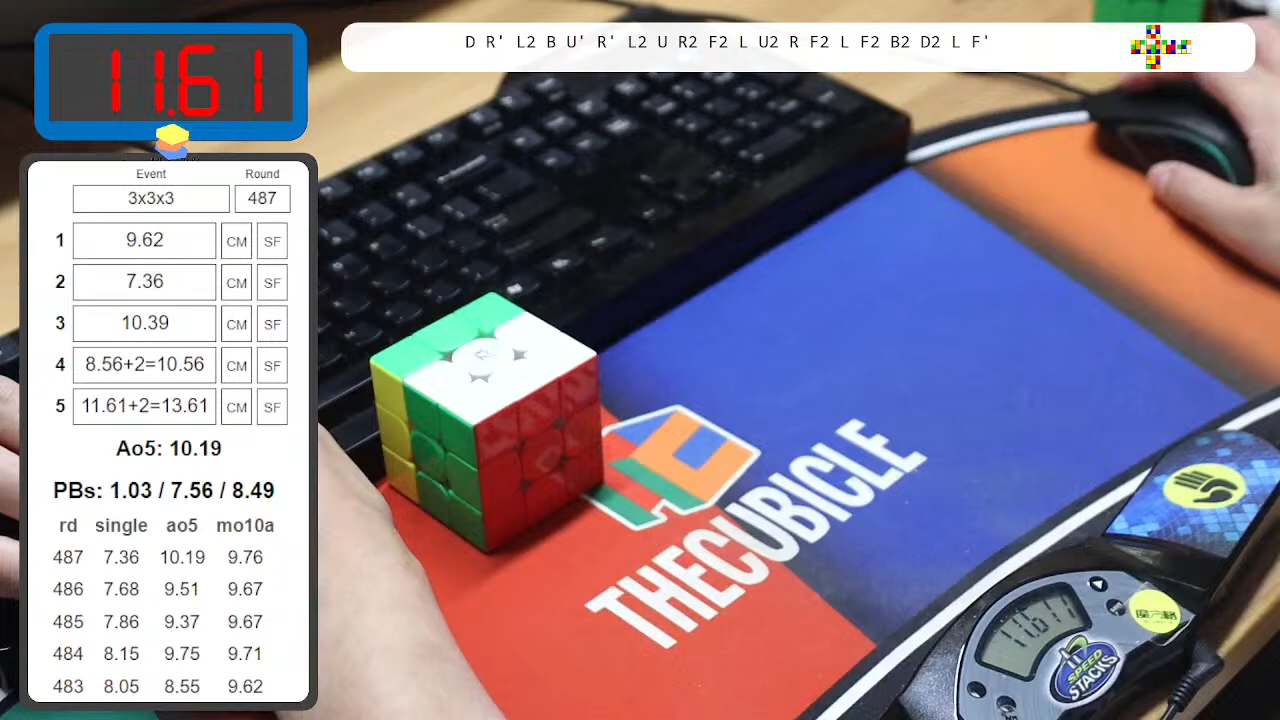 11.61
D R' L2 B U' R' L2 U R2 F2 L U2 R F2 L F2 B2 D2 L F'
Event Round
3x3x3 487
1 9.62 CM SF
2 7.36 CM SF
3 10.39 CM SF
4 8.56+2=10.56 CM SF
5 11.61+2=13.61 CM SF
Ao5: 10.19
PBs: 1.03 / 7.56 / 8.49
rd single ao5 mo10a
487 7.36 10.19 9.76
486 7.68 9.51 9.67
485 7.86 9.37 9.67
484 8.15 9.75 9.71
483 8.05 8.55 9.62
THECUBICLE
11.611
SPEED
STACKS